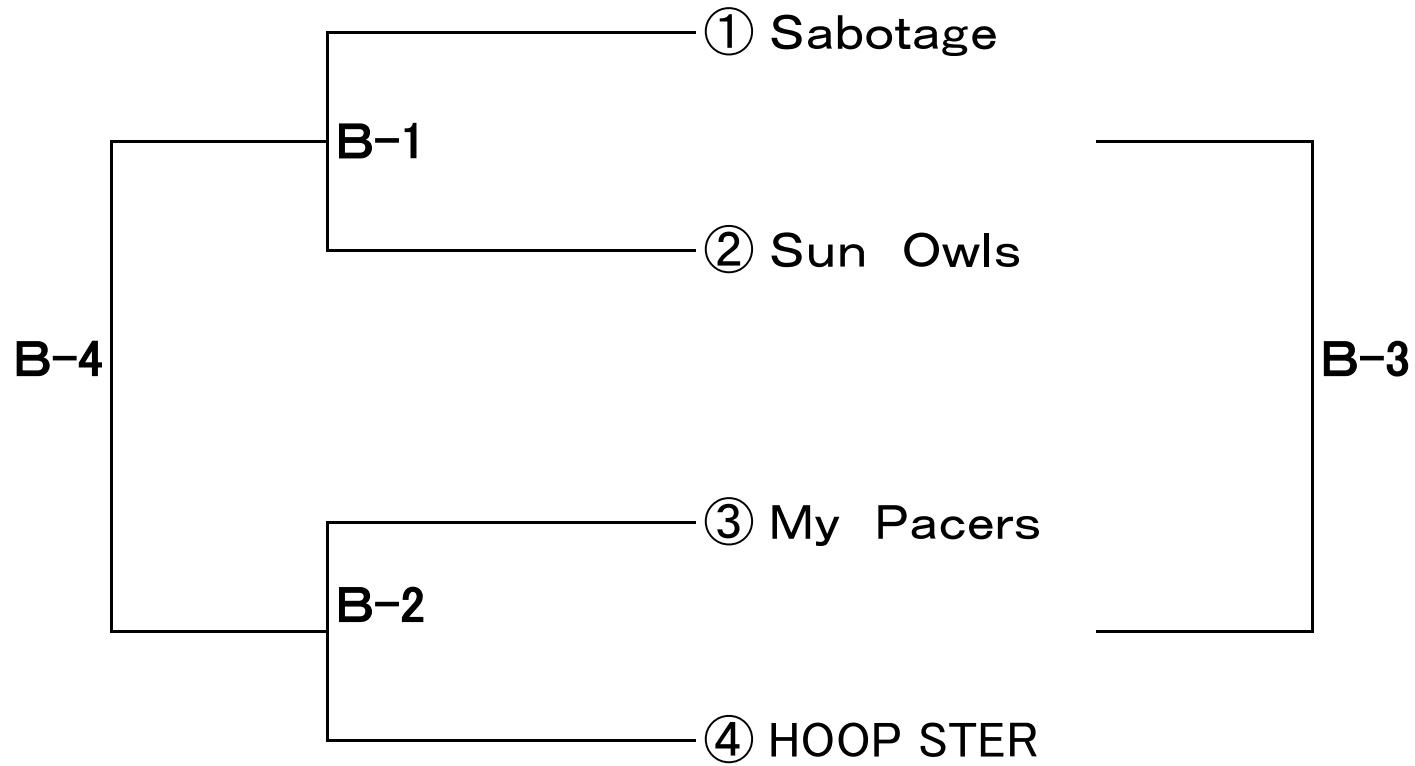 ① Sabotage
B-1
② Sun Owls
B-4
B-3
③ My Pacers
B-2
④ HOOP STER